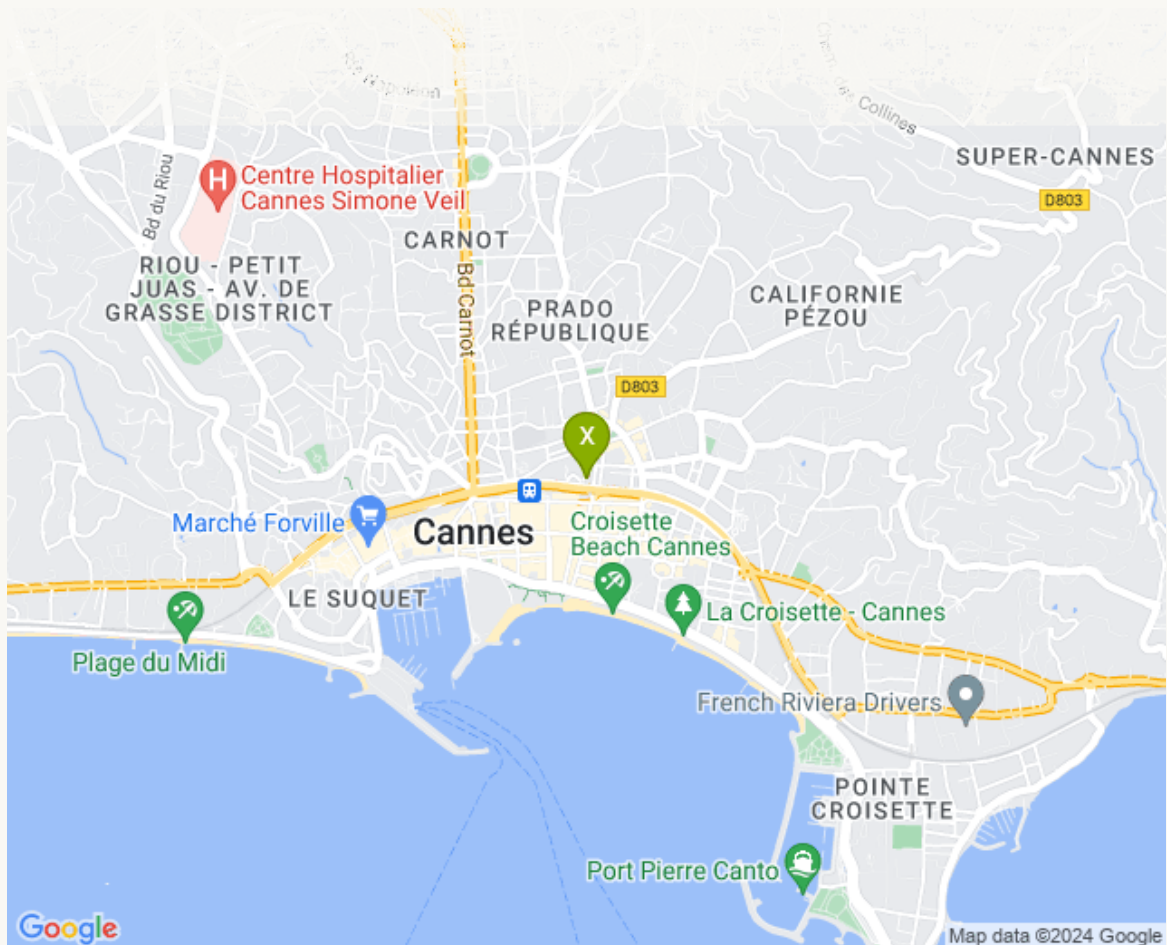 Av. Napoléon
Chem. des Collines
SUPER-CANNES
D803
Bd du Riou
H
Centre Hospitalier
Cannes Simone Veil
CARNOT
Bd Carnot
RIOU - PETIT
JUAS - AV. DE
GRASSE DISTRICT
PRADO
RÉPUBLIQUE
CALIFORNIE
PÉZOU
D803
X
Marché Forville
Cannes
Croisette
Beach Cannes
LE SUQUET
La Croisette - Cannes
Plage du Midi
French Riviera Drivers
POINTE
CROISETTE
Port Pierre Canto
Google
Map data ©2024 Google